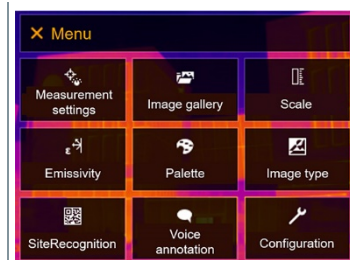 Menu
Measurement
settings
Image gallery
Scale
Emissivity
Palette
Image type
SiteRecognition
Voice
annotation
Configuration